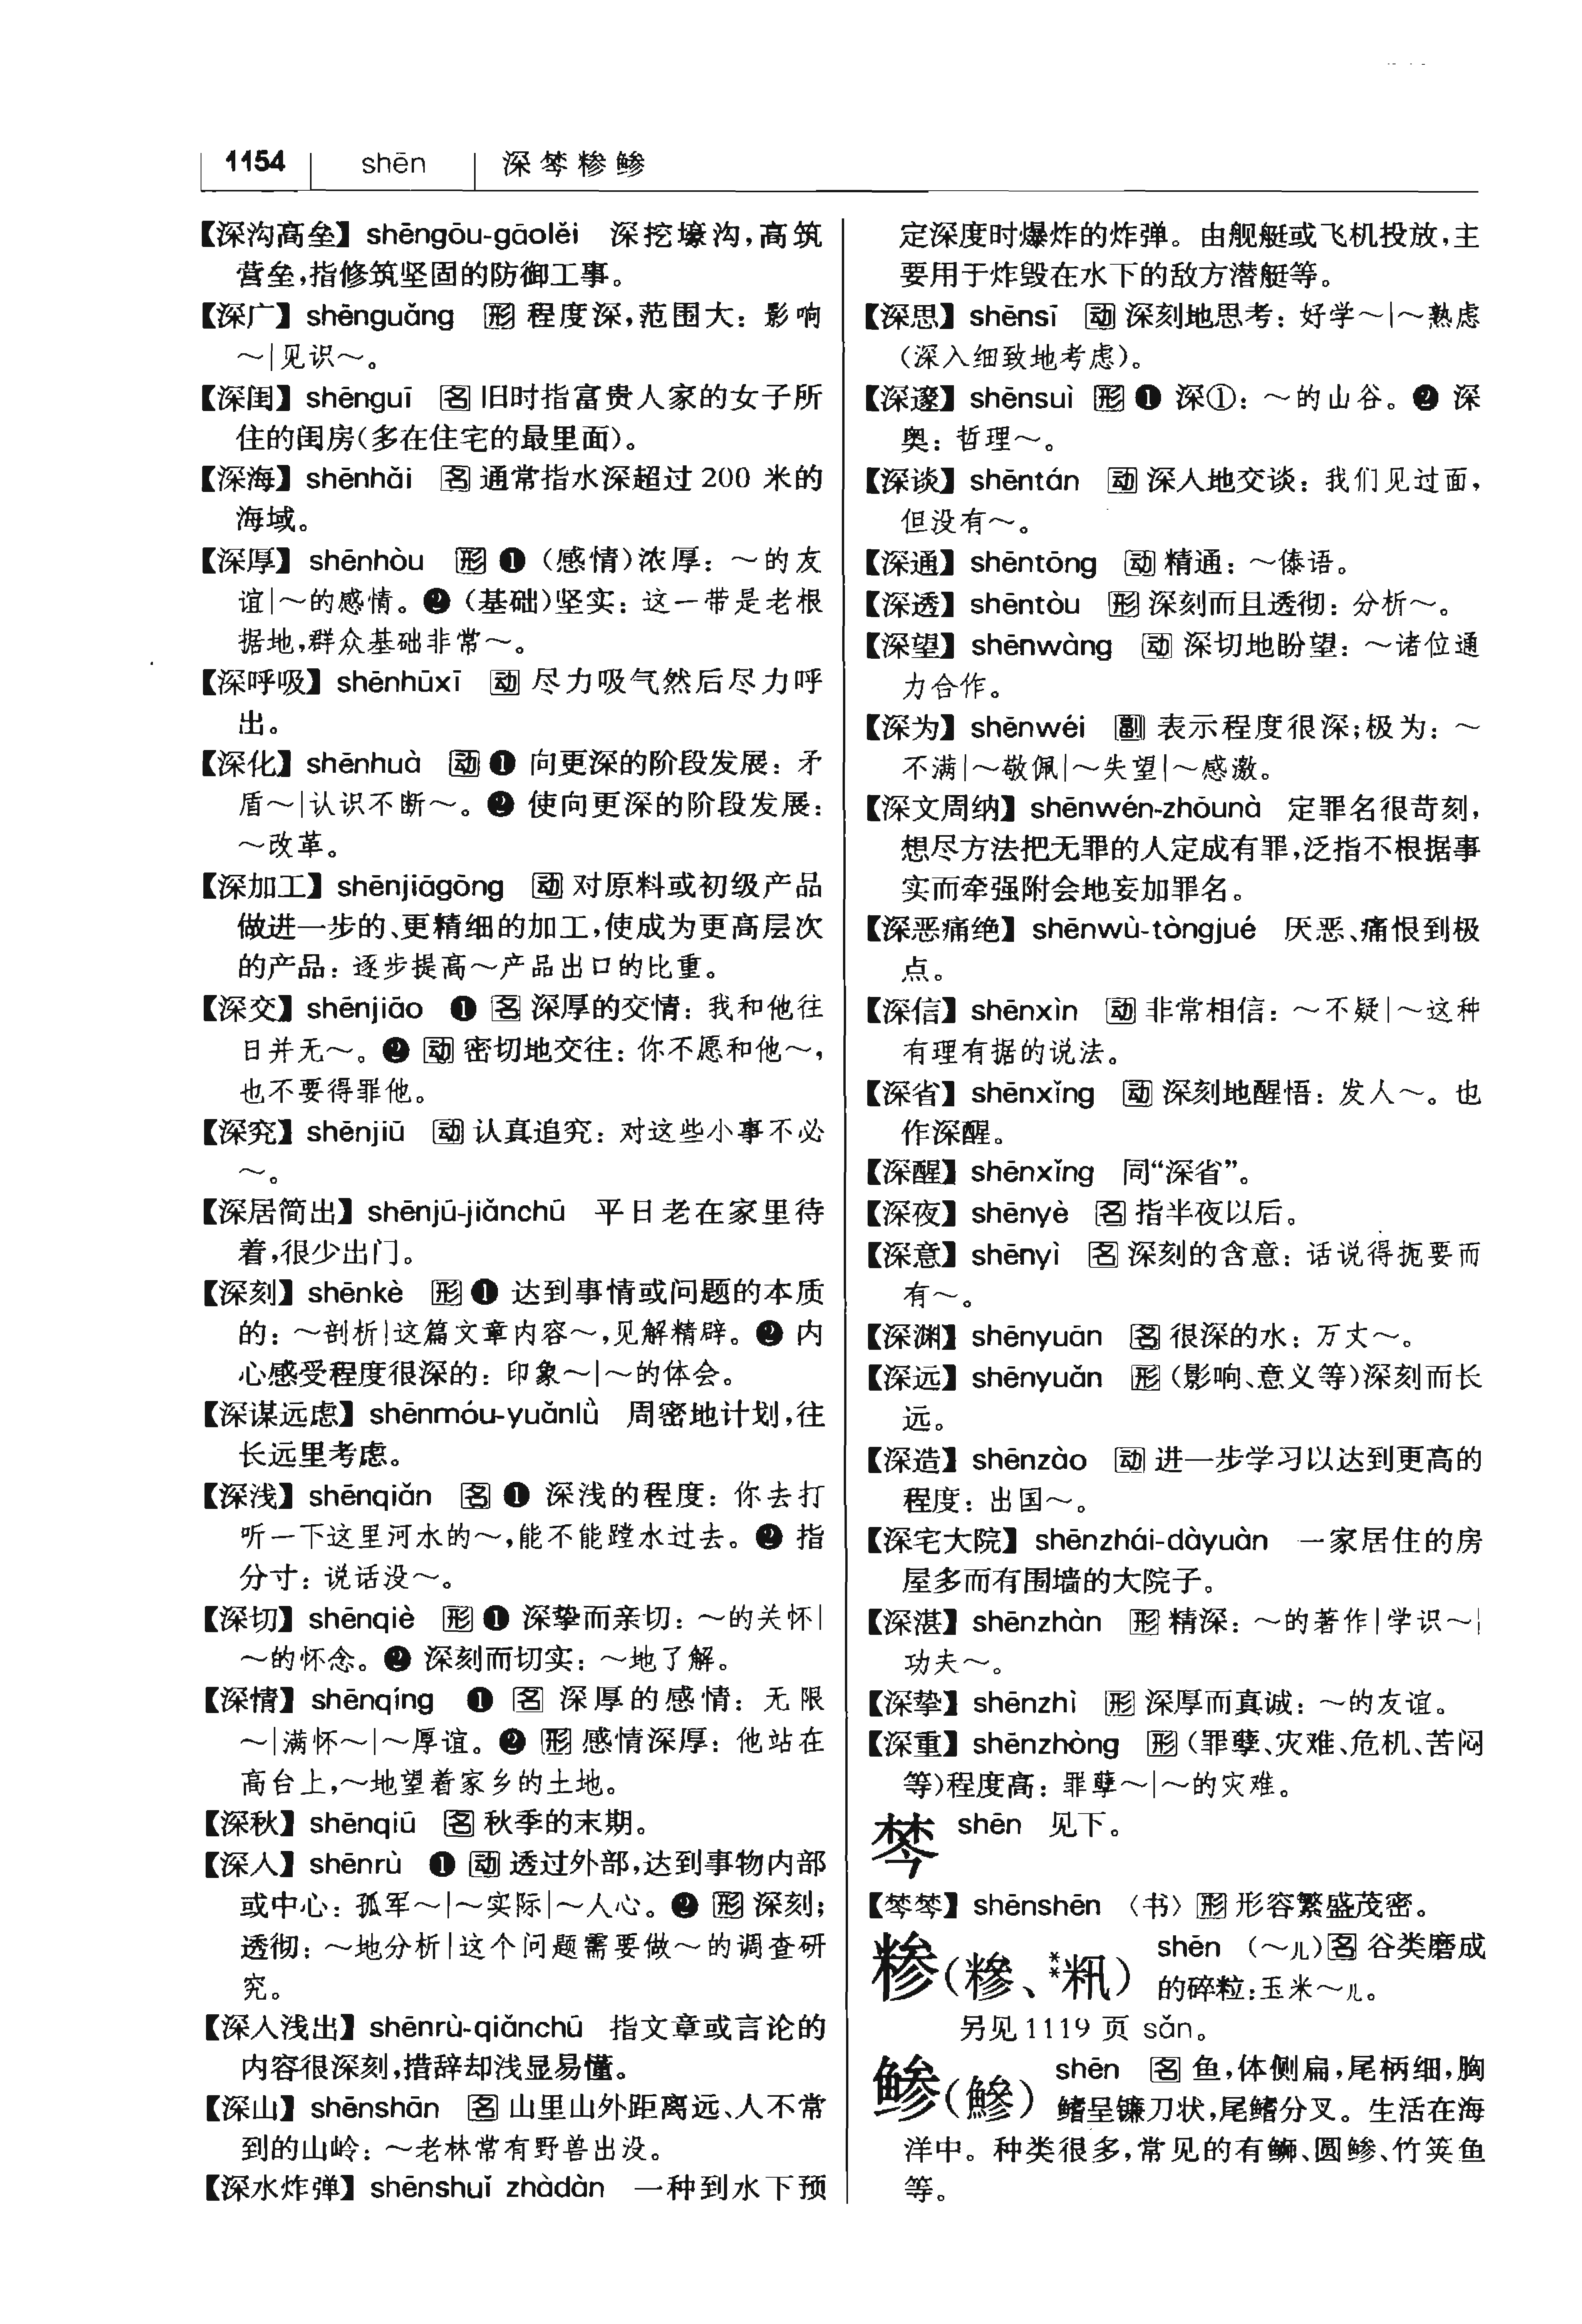 1154 shēn 深棽糁鲹
【深沟高垒】 shēngōu-gāolěi 深挖壕沟,高筑
营垒,指修筑坚固的防御工事。
【深广】 shēnguǎng 形 程度深,范围大: 影响
～|见识～。
【深闺】 shēnguī 名 旧时指富贵人家的女子所
住的闺房(多在住宅的最里面)。
【深海】 shēnhǎi 名 通常指水深超过 200 米的
海域。
【深厚】 shēnhòu 形 ❶ (感情)浓厚: ～的友
谊|～的感情。❷ (基础)坚实: 这一带是老根
据地,群众基础非常～。
【深呼吸】 shēnhūxī 动 尽力吸气然后尽力呼
出。
【深化】 shēnhuà 动 ❶ 向更深的阶段发展: 矛
盾～|认识不断～。❷ 使向更深的阶段发展:
～改革。
【深加工】 shēnjiāgōng 动 对原料或初级产品
做进一步的、更精细的加工,使成为更高层次
的产品: 逐步提高～产品出口的比重。
【深交】 shēnjiāo ❶ 名 深厚的交情: 我和他往
日并无～。❷ 动 密切地交往: 你不愿和他～,
也不要得罪他。
【深究】 shēnjiū 动 认真追究: 对这些小事不必
～。
【深居简出】 shēnjū-jiǎnchū 平日老在家里待
着,很少出门。
【深刻】 shēnkè 形 ❶ 达到事情或问题的本质
的: ～剖析|这篇文章内容～,见解精辟。❷ 内
心感受程度很深的: 印象～|～的体会。
【深谋远虑】 shēnmóu-yuǎnlǜ 周密地计划,往
长远里考虑。
【深浅】 shēnqiǎn 名 ❶ 深浅的程度: 你去打
听一下这里河水的～,能不能蹚水过去。❷ 指
分寸: 说话没～。
【深切】 shēnqiè 形 ❶ 深挚而亲切: ～的关怀|
～的怀念。❷ 深刻而切实: ～地了解。
【深情】 shēnqíng ❶ 名 深厚的感情: 无限
～|满怀～|～厚谊。❷ 形 感情深厚: 他站在
高台上,～地望着家乡的土地。
【深秋】 shēnqiū 名 秋季的末期。
【深入】 shēnrù ❶ 动 透过外部,达到事物内部
或中心: 孤军～|～实际|～人心。❷ 形 深刻;
透彻: ～地分析|这个问题需要做～的调查研
究。
【深入浅出】 shēnrù-qiǎnchū 指文章或言论的
内容很深刻,措辞却浅显易懂。
【深山】 shēnshān 名 山里山外距离远、人不常
到的山岭: ～老林常有野兽出没。
【深水炸弹】 shēnshuǐ zhàdàn 一种到水下预
定深度时爆炸的炸弹。由舰艇或飞机投放,主
要用于炸毁在水下的敌方潜艇等。
【深思】 shēnsī 动 深刻地思考: 好学～|～熟虑
(深入细致地考虑)。
【深邃】 shēnsuì 形 ❶ 深①: ～的山谷。❷ 深
奥: 哲理～。
【深谈】 shēntán 动 深入地交谈: 我们见过面,
但没有～。
【深通】 shēntōng 动 精通: ～傣语。
【深透】 shēntòu 形 深刻而且透彻: 分析～。
【深望】 shēnwàng 动 深切地盼望: ～诸位通
力合作。
【深为】 shēnwéi 副 表示程度很深;极为: ～
不满|～敬佩|～失望|～感激。
【深文周纳】 shēnwén-zhōunà 定罪名很苛刻,
想尽方法把无罪的人定成有罪,泛指不根据事
实而牵强附会地妄加罪名。
【深恶痛绝】 shēnwù-tòngjué 厌恶、痛恨到极
点。
【深信】 shēnxìn 动 非常相信: ～不疑|～这种
有理有据的说法。
【深省】 shēnxǐng 动 深刻地醒悟: 发人～。也
作深醒。
【深醒】 shēnxǐng 同“深省”。
【深夜】 shēnyè 名 指半夜以后。
【深意】 shēnyì 名 深刻的含意: 话说得扼要而
有～。
【深渊】 shēnyuān 名 很深的水: 万丈～。
【深远】 shēnyuǎn 形 (影响、意义等)深刻而长
远。
【深造】 shēnzào 动 进一步学习以达到更高的
程度: 出国～。
【深宅大院】 shēnzhái-dàyuàn 一家居住的房
屋多而有围墙的大院子。
【深湛】 shēnzhàn 形 精深: ～的著作|学识～|
功夫～。
【深挚】 shēnzhì 形 深厚而真诚: ～的友谊。
【深重】 shēnzhòng 形 (罪孽、灾难、危机、苦闷
等)程度高: 罪孽～|～的灾难。
棽 shēn 见下。
【棽棽】 shēnshēn 〈书〉 形 形容繁盛茂密。
糁(糝、**籸) shēn (～儿) 名 谷类磨成
的碎粒:玉米～儿。
另见1119 页 sǎn。
鲹(鰺) shēn 名 鱼,体侧扁,尾柄细,胸
鳍呈镰刀状,尾鳍分叉。生活在海
洋中。种类很多,常见的有鰤、圆鲹、竹筴鱼
等。